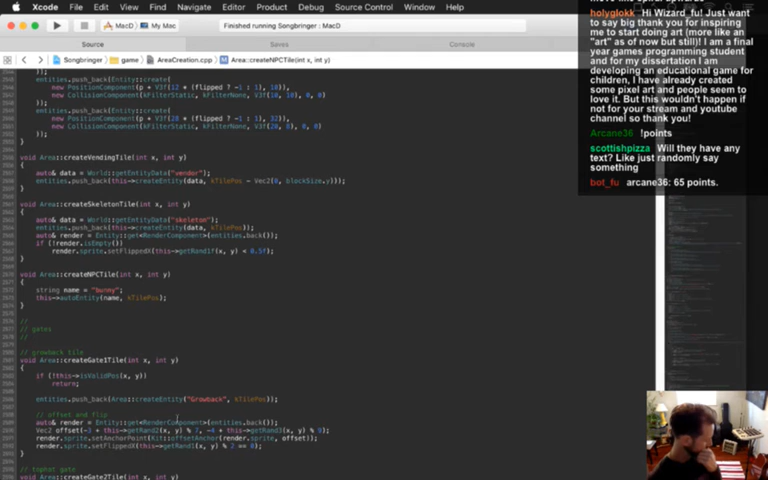 Xcode File Edit View Find Navigate Editor Product Debug Source Control Window Help
MacD My Mac Finished running Songbringer : MacD
Source Saves Console
Songbringer game AreaCreation.cpp Area::createNPCTile(int x, int y)
));
entities.push_back(Entity::create(
new PositionComponent(p + V3f(12 * (flipped ? -1 : 1), 10)),
new CollisionComponent(kFilterStatic, kFilterNone, V3f(10, 10), 0, 0)
));
entities.push_back(Entity::create(
new PositionComponent(p + V3f(28 * (flipped ? -1 : 1), 32)),
new CollisionComponent(kFilterStatic, kFilterNone, V3f(20, 8), 0, 0)
));
}
void Area::createVendingTile(int x, int y)
{
auto& data = World::getEntityData("vendor");
entities.push_back(this->createEntity(data, kTilePos - Vec2(0, blockSize.y)));
}
void Area::createSkeletonTile(int x, int y)
{
auto& data = World::getEntityData("skeleton");
entities.push_back(this->createEntity(data, kTilePos));
auto& render = Entity::get<RenderComponent>(entities.back());
if (!render.isEmpty())
render.sprite.setFlippedX(this->getRand1f(x, y) < 0.5f);
}
void Area::createNPCTile(int x, int y)
{
string name = "bunny";
this->autoEntity(name, kTilePos);
}
//
// gates
//
// growback tile
void Area::createGate1Tile(int x, int y)
{
if (!this->isValidPos(x, y))
return;
entities.push_back(Area::createEntity("Growback", kTilePos));
// offset and flip
auto& render = Entity::get<RenderComponent>(entities.back());
Vec2 offset(-3 + this->getRand2(x, y) % 7, -4 + this->getRand3(x, y) % 9);
render.sprite.setAnchorPoint(Kit::offsetAnchor(render.sprite, offset));
render.sprite.setFlippedX(this->getRand1(x, y) % 2 == 0);
}
// tophat gate
void Area::createGate2Tile(int x, int y)
holyglokk Hi Wizard_fu! Just want
to say big thank you for inspiring
me to start doing art (more like an
"art" as of now but still)! I am a final
year games programming student
and for my dissertation I am
developing an educational game for
children, I have already created
some pixel art and people seem to
love it. But this wouldn't happen if
not for your stream and youtube
channel so thank you!
Arcane36 !points
scottishpizza Will they have any
text? Like just randomly say
something
bot_fu arcane36: 65 points.